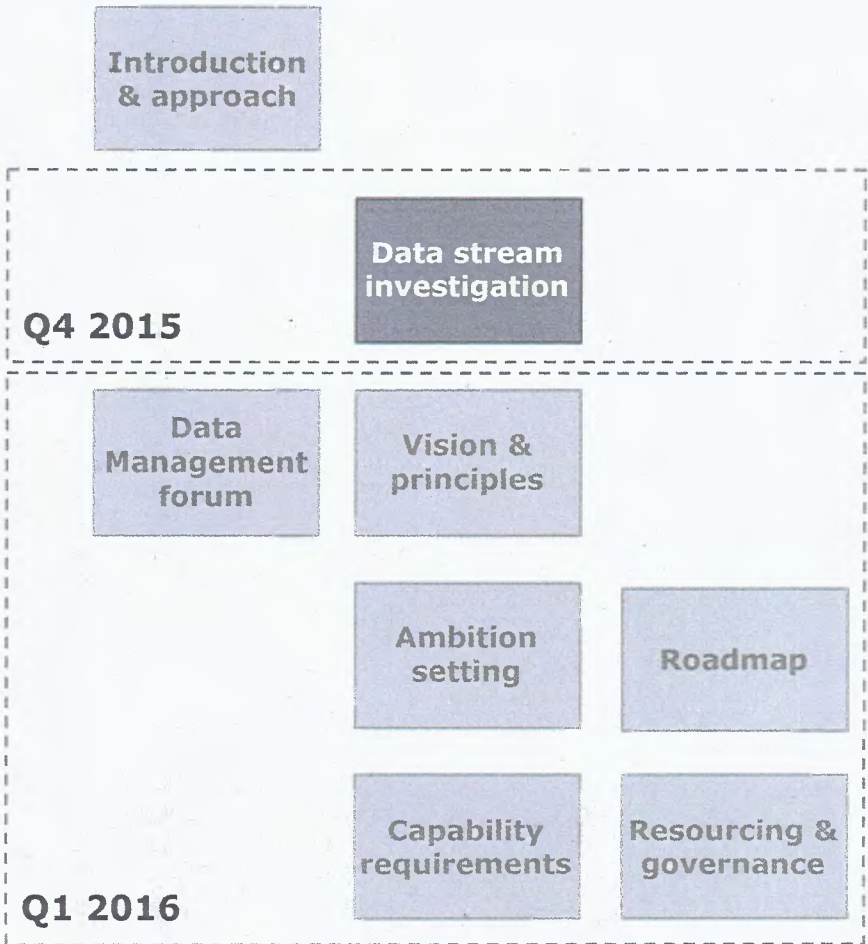 Introduction
& approach
Data stream
investigation
Q4 2015
Data
Management
forum
Vision &
principles
Ambition
setting
Roadmap
Capability
requirements
Resourcing &
governance
Q1 2016